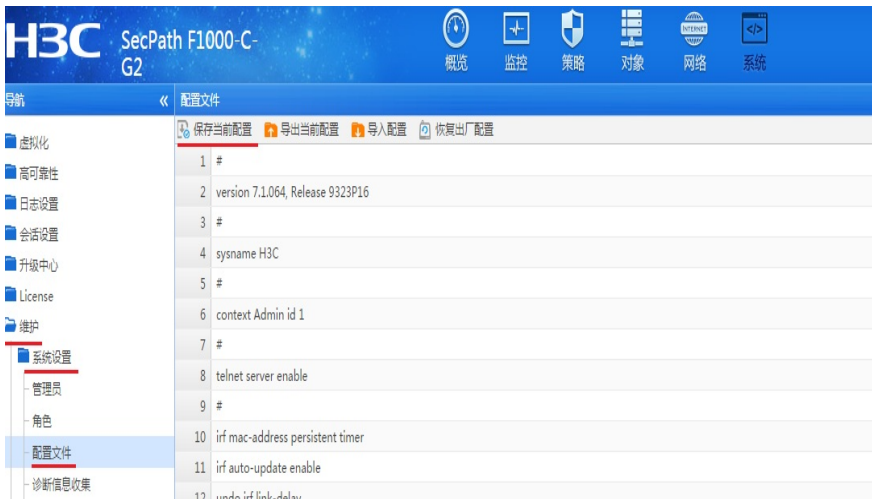 H3C SecPath F1000-C-G2
概览 监控 策略 对象 网络 系统
INTERNET
</>
导航 « 配置文件
保存当前配置 导出当前配置 导入配置 恢复出厂配置
虚拟化
高可靠性
日志设置
会话设置
升级中心
License
维护
系统设置
管理员
角色
配置文件
诊断信息收集
1 #
2 version 7.1.064, Release 9323P16
3 #
4 sysname H3C
5 #
6 context Admin id 1
7 #
8 telnet server enable
9 #
10 irf mac-address persistent timer
11 irf auto-update enable
12 undo irf link-delay